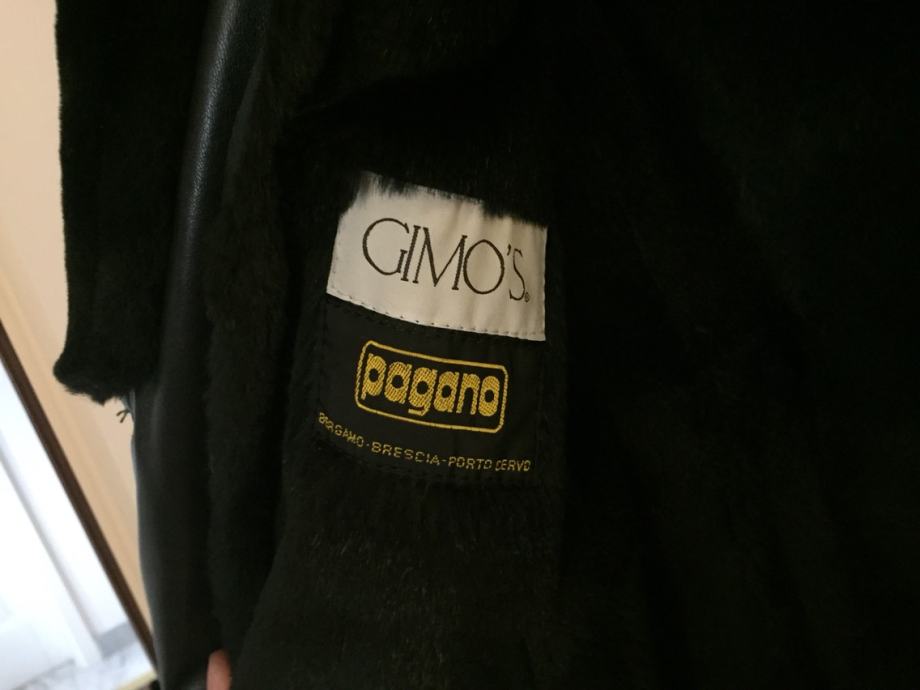 GIMO'S®
pagano
BERGAMO-BRESCIA-PORTO CERVO